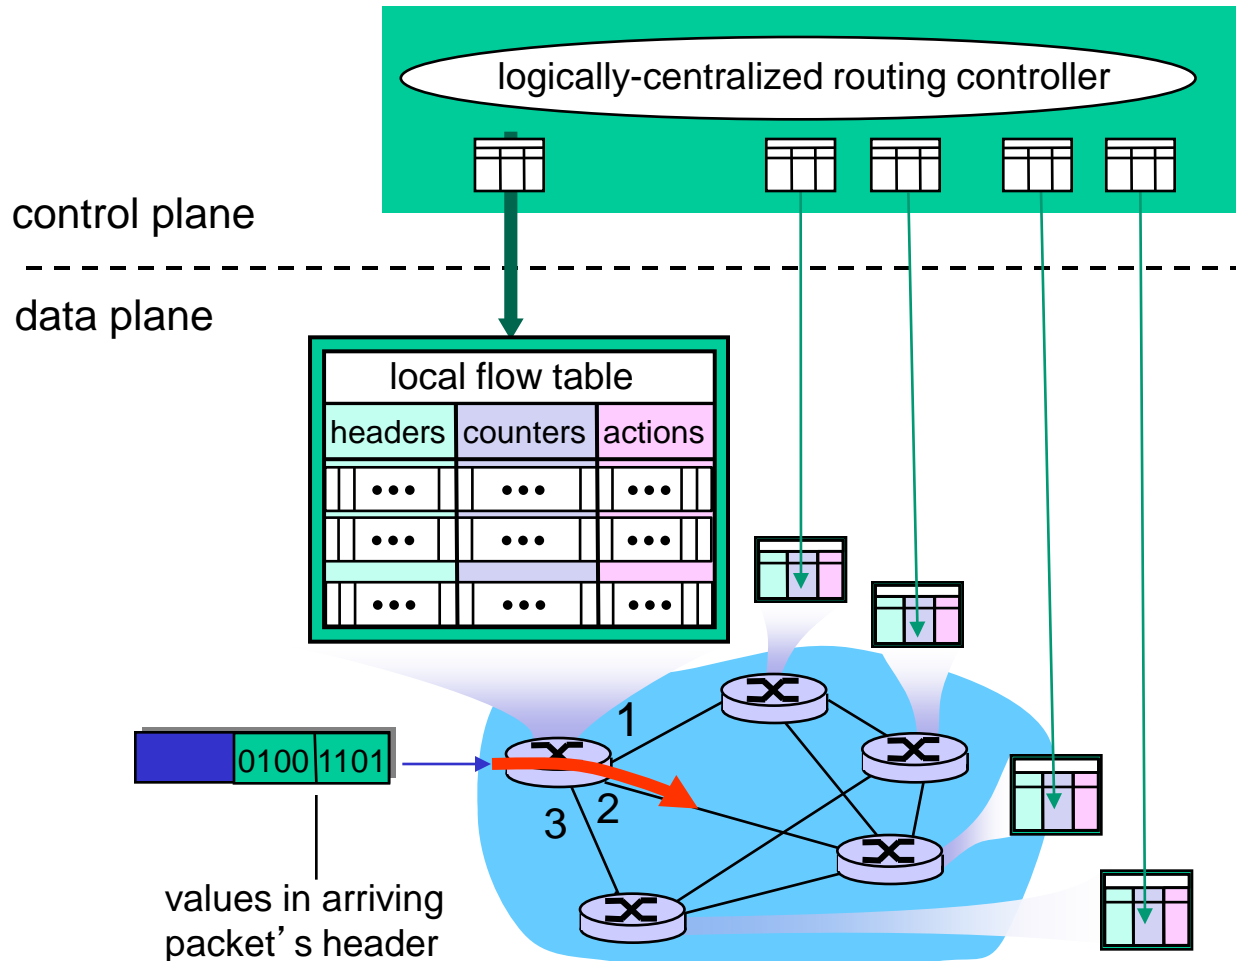 logically-centralized routing controller
control plane
data plane
local flow table
headers counters actions
1
0100 1101
3 2
values in arriving
packet’s header